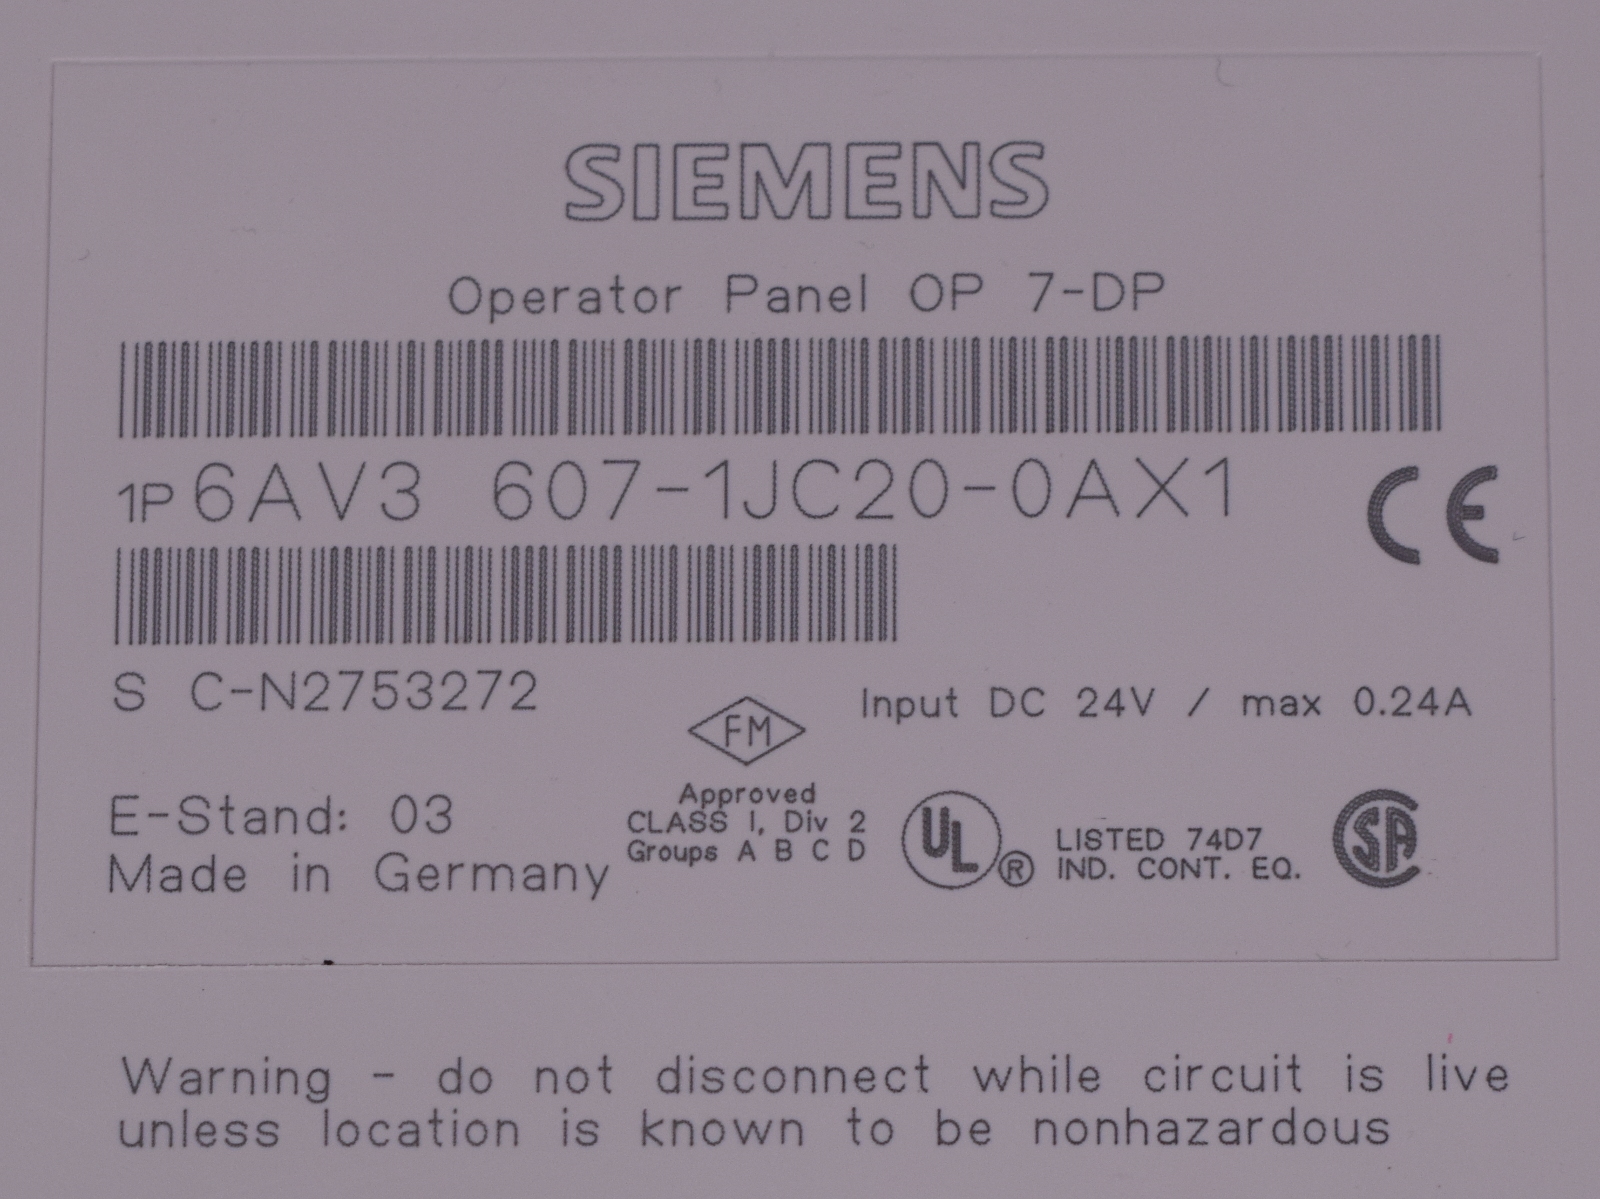 SIEMENS
Operator Panel OP 7-DP
1P 6AV3 607-1JC20-0AX1
CE
S C-N2753272
FM
Input DC 24V / max 0.24A
Approved
CLASS I, Div 2
Groups A B C D
E-Stand: 03
Made in Germany
UL ®
LISTED 74D7
IND. CONT. EQ.
SA
Warning - do not disconnect while circuit is live
unless location is known to be nonhazardous